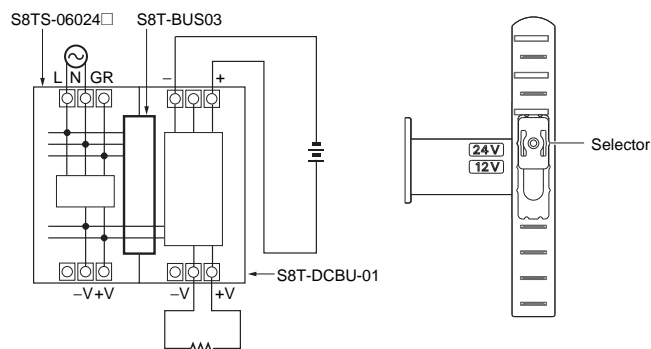 S8TS-06024□ S8T-BUS03
L N GR − +
24V
12V
Selector
S8T-DCBU-01
−V +V −V +V